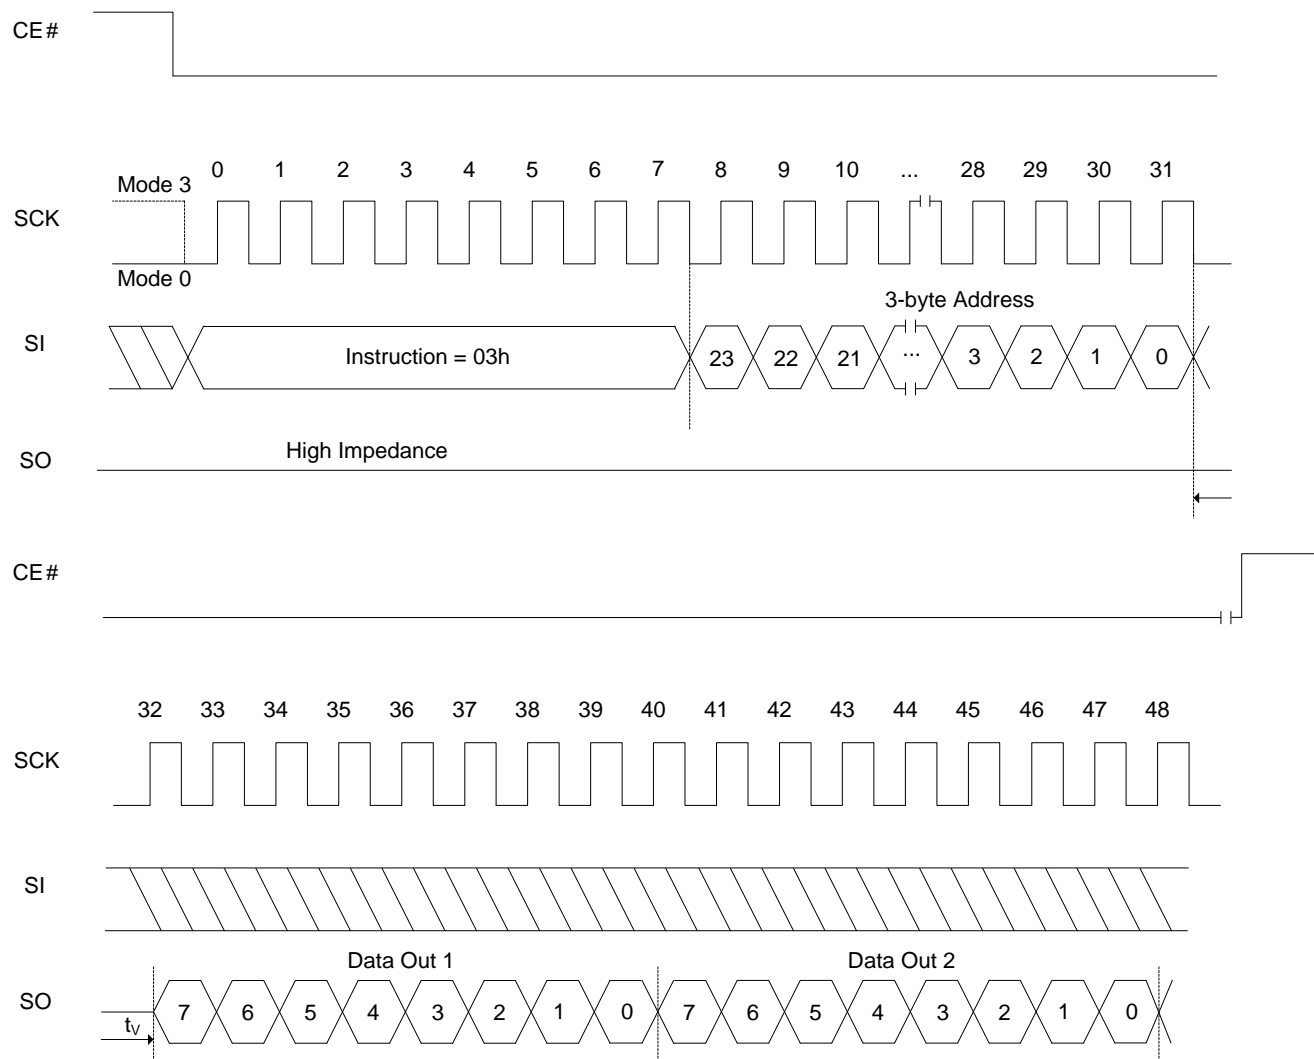 CE#
0 1 2 3 4 5 6 7 8 9 10 ... 28 29 30 31
Mode 3
SCK
Mode 0
3-byte Address
SI
Instruction = 03h 23 22 21 ... 3 2 1 0
High Impedance
SO
CE#
32 33 34 35 36 37 38 39 40 41 42 43 44 45 46 47 48
SCK
SI
Data Out 1 Data Out 2
SO 7 6 5 4 3 2 1 0 7 6 5 4 3 2 1 0
tV